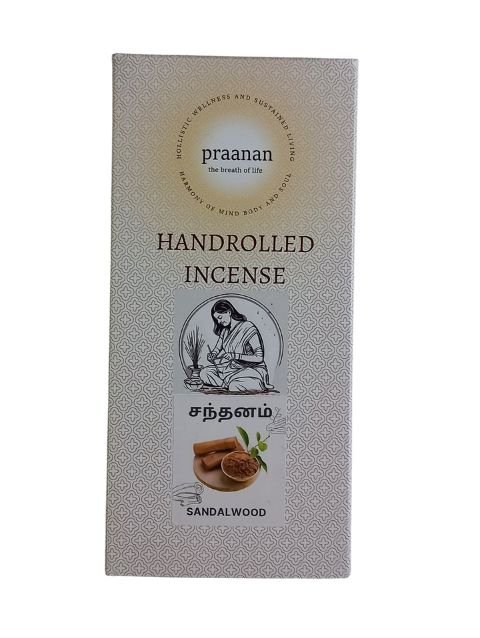 HOLLISTIC WELLNESS AND SUSTAINED LIVING
praanan
the breath of life
HARMONY OF MIND BODY AND SOUL
HANDROLLED
INCENSE
சந்தனம்
SANDALWOOD